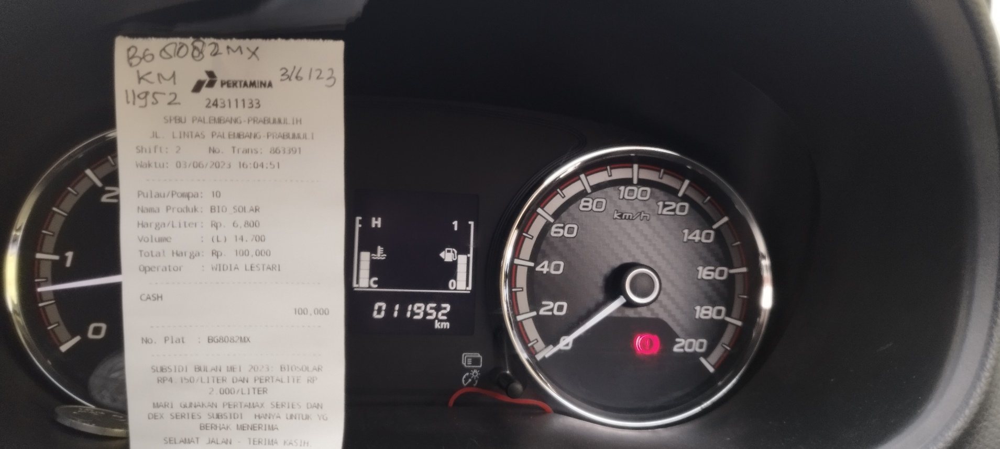 BG 8082 MX
KM
3/6/23
PERTAMINA
11952
24311133
SPBU PALEMBANG-PRABUMULIH
JL. LINTAS PALEMBANG-PRABUMULI
Shift: 2 No. Trans: 863391
Waktu: 03/06/2023 16:04:51
Pulau/Pompa: 10
Nama Produk: BIO SOLAR
Harga/Liter: Rp. 6,800
Volume : (L) 14.700
Total Harga: Rp. 100,000
Operator : WIDIA LESTARI
CASH
100,000
No. Plat : BG8082MX
SUBSIDI BULAN MEI 2023: BIOSOLAR
RP4.150/LITER DAN PERTALITE RP
2.000/LITER
MARI GUNAKAN PERTAMAX SERIES DAN
DEX SERIES SUBSIDI HANYA UNTUK YG
BERHAK MENERIMA
SELAMAT JALAN - TERIMA KASIH.
2
1
0
H 1
C 0
011952
km
0
20
40
60
80
100
120
140
160
180
200
km/h